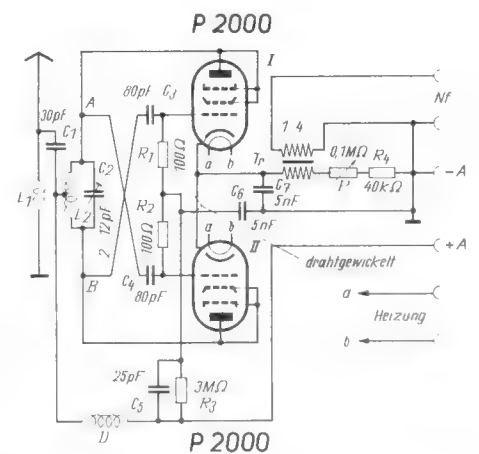 P 2000
I
80pF C3
Nf
30pF C1
A
R1
100Ω
a b
1 4
Tr
0,1MΩ R4
P
40kΩ
-A
C7
5nF
C2
L1
L2
2 12pF
R2
100Ω
C6
5nF
a b
II
+A
drahtgewickelt
B
C4
80pF
a
Heizung
b
25pF
C5
3MΩ
R3
D
P 2000